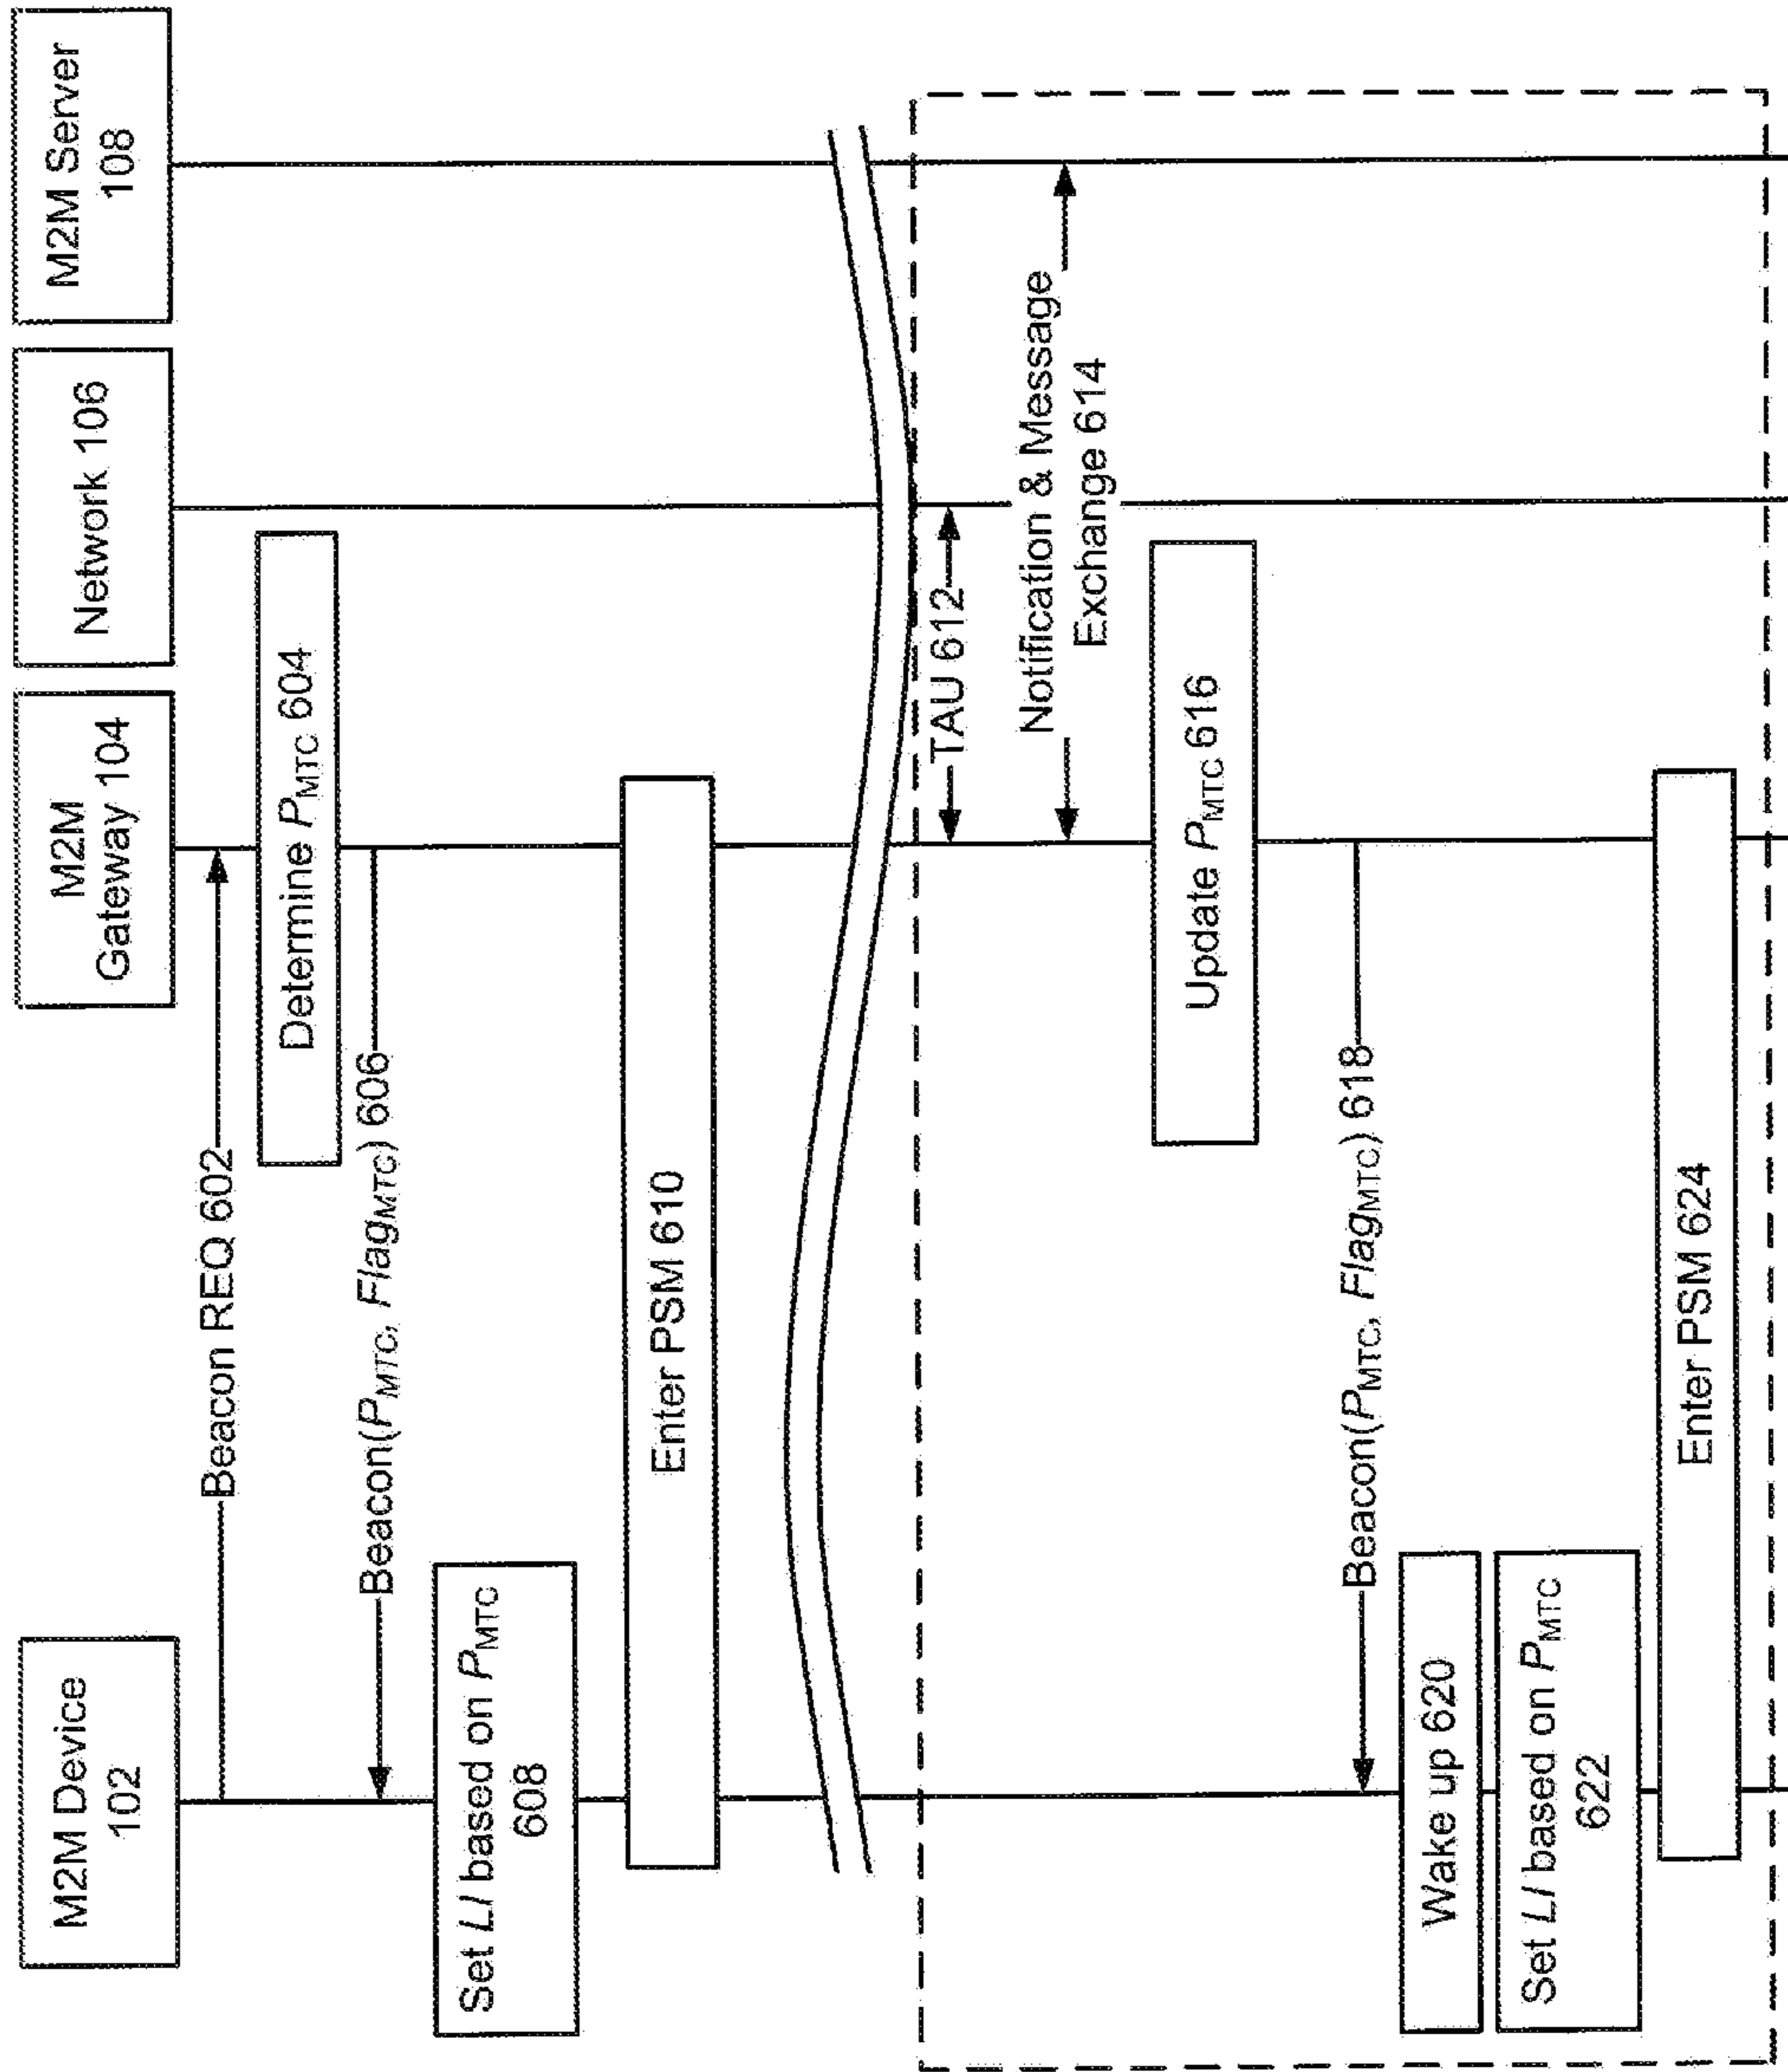 M2M Device
102
M2M
Gateway 104
Network 106
M2M Server
108
Beacon REQ 602
Determine P_MTC 604
Beacon(P_MTC, Flag_MTC) 606
Set LI based on P_MTC
608
Enter PSM 610
TAU 612
Notification & Message
Exchange 614
Update P_MTC 616
Beacon(P_MTC, Flag_MTC) 618
Wake up 620
Set LI based on P_MTC
622
Enter PSM 624